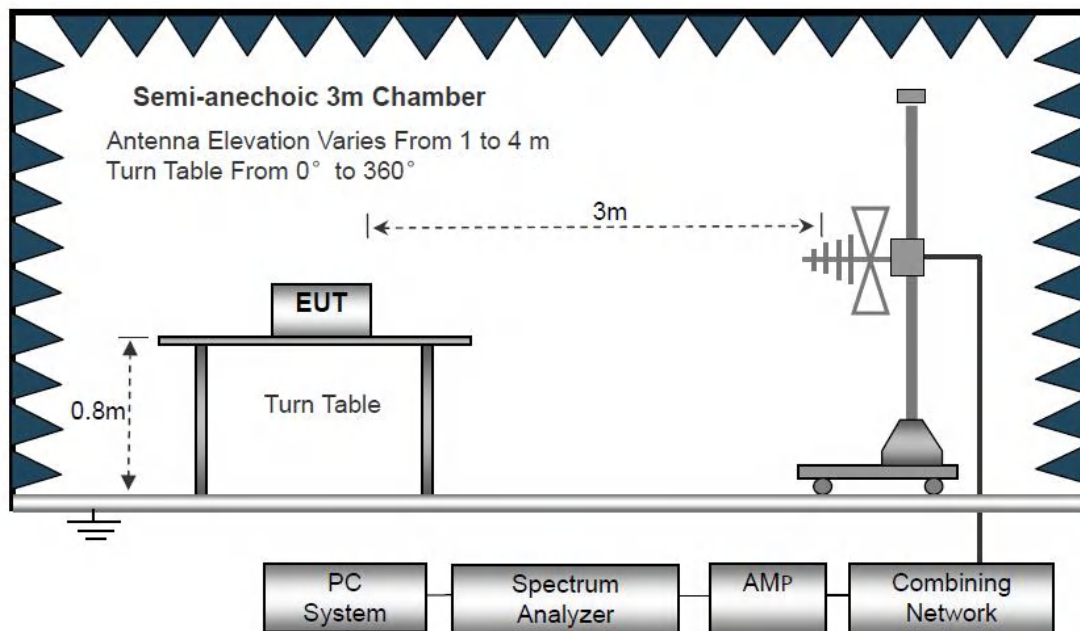 Semi-anechoic 3m Chamber
Antenna Elevation Varies From 1 to 4 m
Turn Table From 0° to 360°
3m
EUT
0.8m
Turn Table
PC
System
Spectrum
Analyzer
AMP
Combining
Network